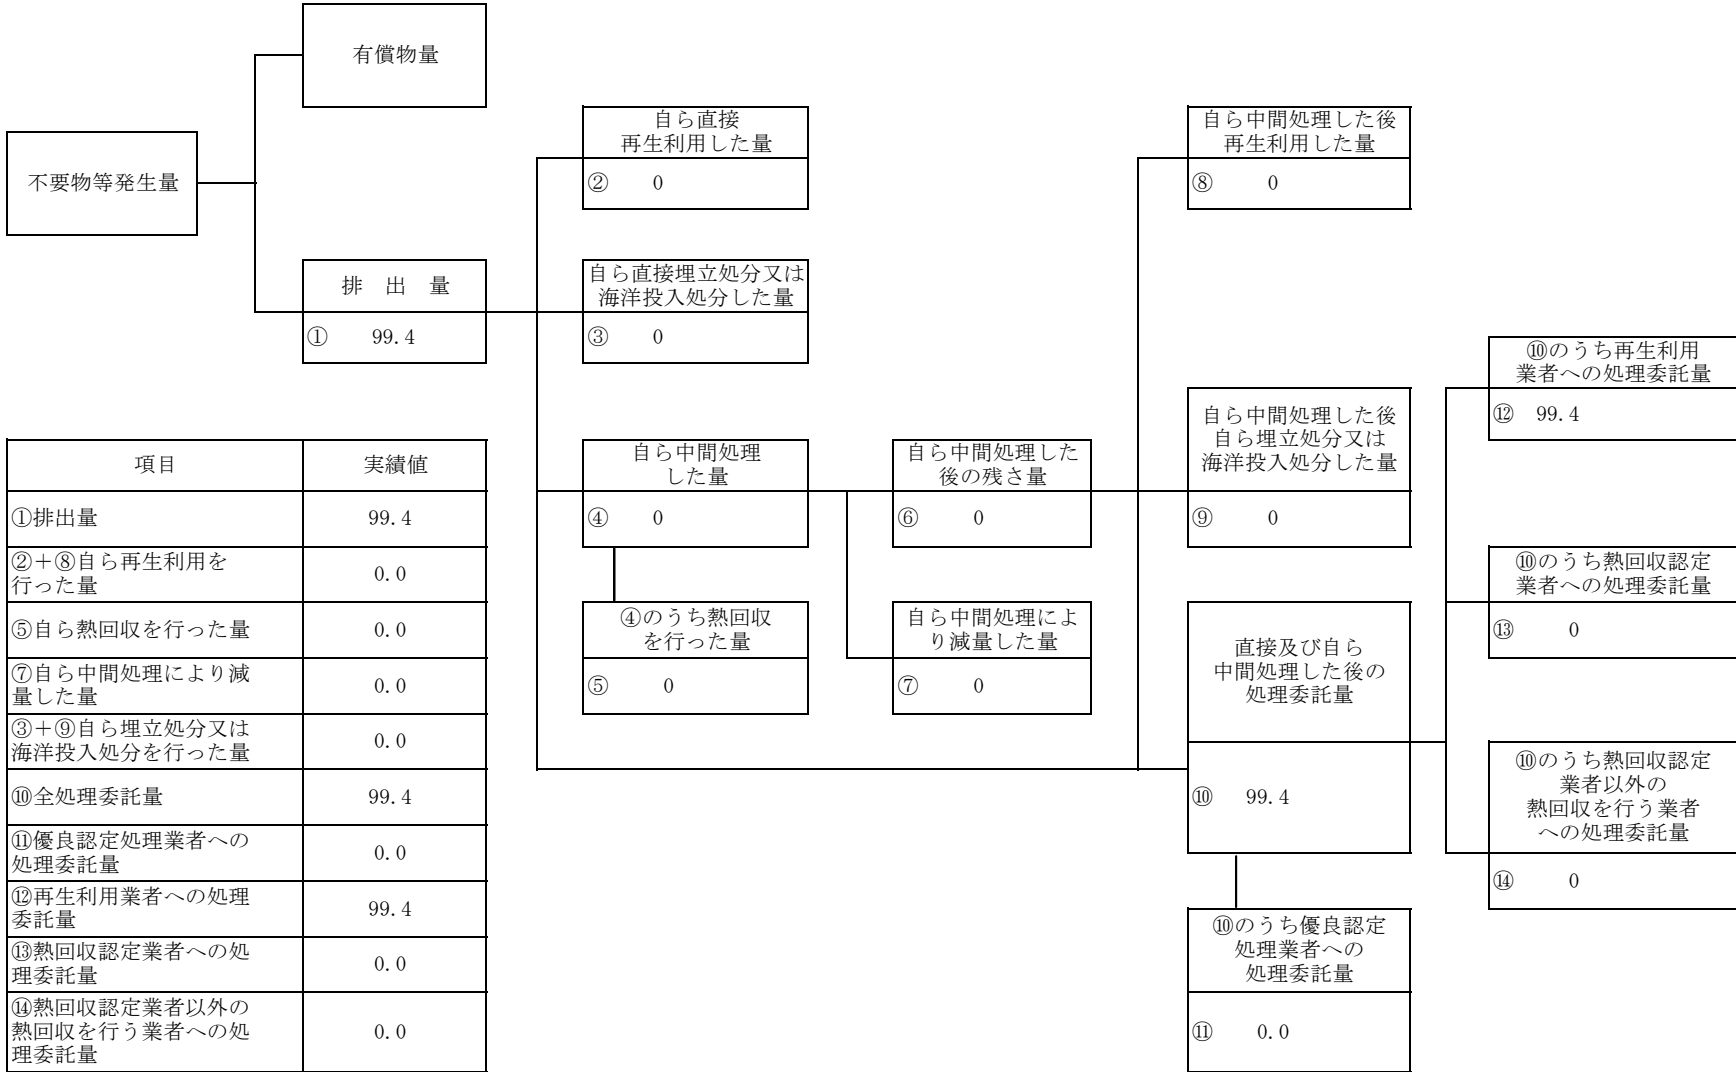 有償物量
不要物等発生量
排　出　量
① 99.4
自ら直接
再生利用した量
② 0
自ら直接埋立処分又は
海洋投入処分した量
③ 0
自ら中間処理
した量
④ 0
④のうち熱回収
を行った量
⑤ 0
自ら中間処理した
後の残さ量
⑥ 0
自ら中間処理によ
り減量した量
⑦ 0
自ら中間処理した後
再生利用した量
⑧ 0
自ら中間処理した後
自ら埋立処分又は
海洋投入処分した量
⑨ 0
直接及び自ら
中間処理した後の
処理委託量
⑩ 99.4
⑩のうち優良認定
処理業者への
処理委託量
⑪ 0.0
⑩のうち再生利用
業者への処理委託量
⑫ 99.4
⑩のうち熱回収認定
業者への処理委託量
⑬ 0
⑩のうち熱回収認定
業者以外の
熱回収を行う業者
への処理委託量
⑭ 0
項目 実績値
①排出量 99.4
②＋⑧自ら再生利用を
行った量 0.0
⑤自ら熱回収を行った量 0.0
⑦自ら中間処理により減
量した量 0.0
③＋⑨自ら埋立処分又は
海洋投入処分を行った量 0.0
⑩全処理委託量 99.4
⑪優良認定処理業者への
処理委託量 0.0
⑫再生利用業者への処理
委託量 99.4
⑬熱回収認定業者への処
理委託量 0.0
⑭熱回収認定業者以外の
熱回収を行う業者への処
理委託量 0.0